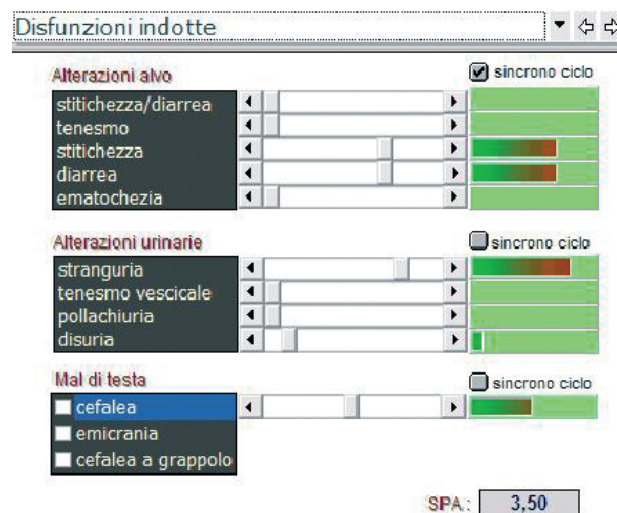 Disfunzioni indotte
Alterazioni alvo
sincrono ciclo
stitichezza/diarrea
tenesmo
stitichezza
diarrea
ematochezia
Alterazioni urinarie
sincrono ciclo
stranguria
tenesmo vescicale
pollachiuria
disuria
Mal di testa
sincrono ciclo
cefalea
emicrania
cefalea a grappolo
SPA: 3,50